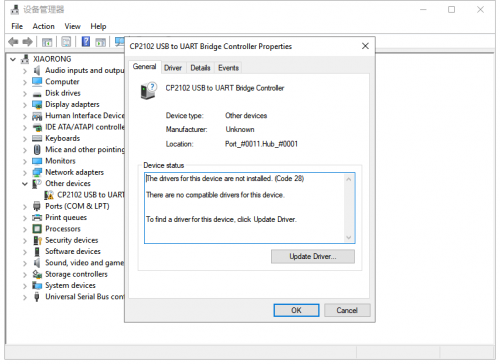 设备管理器
File Action View Help
XIAORONG
Audio inputs and outpu
Computer
Disk drives
Display adapters
Human Interface Device
IDE ATA/ATAPI controlle
Keyboards
Mice and other pointing
Monitors
Network adapters
Other devices
CP2102 USB to UART
Ports (COM & LPT)
Print queues
Processors
Security devices
Software devices
Sound, video and game
Storage controllers
System devices
Universal Serial Bus cont
CP2102 USB to UART Bridge Controller Properties
General Driver Details Events
CP2102 USB to UART Bridge Controller
Device type: Other devices
Manufacturer: Unknown
Location: Port_#0011.Hub_#0001
Device status
The drivers for this device are not installed. (Code 28)
There are no compatible drivers for this device.
To find a driver for this device, click Update Driver.
Update Driver...
OK Cancel